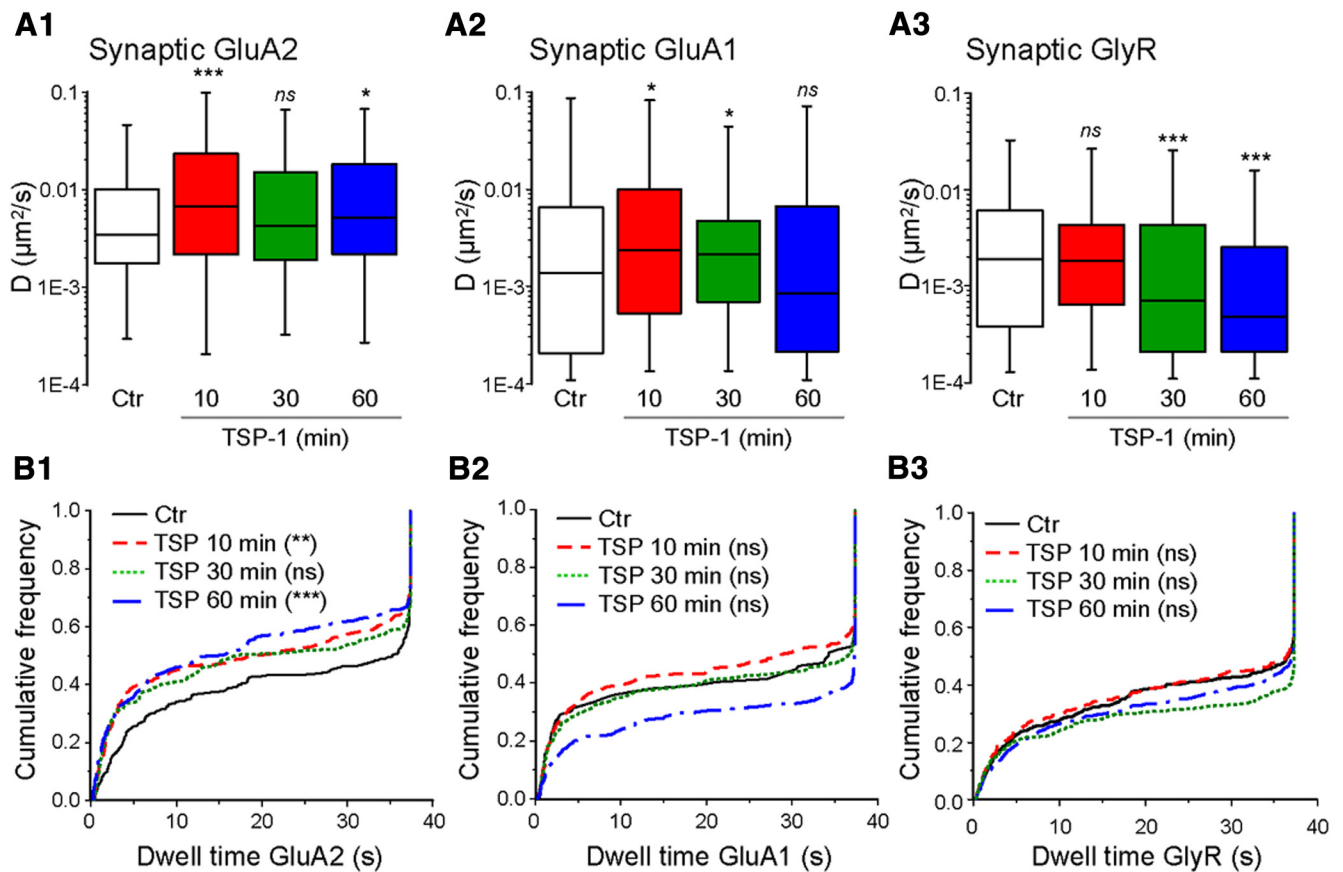 A1
Synaptic GluA2
***
ns
*
0.1
0.01
1E-3
1E-4
D (µm²/s)
Ctr
10
30
60
TSP-1 (min)
A2
Synaptic GluA1
*
*
ns
0.1
0.01
1E-3
1E-4
D (µm²/s)
Ctr
10
30
60
TSP-1 (min)
A3
Synaptic GlyR
ns
***
***
0.1
0.01
1E-3
1E-4
D (µm²/s)
Ctr
10
30
60
TSP-1 (min)
B1
Ctr
TSP 10 min (**)
TSP 30 min (ns)
TSP 60 min (***)
1.0
0.8
0.6
0.4
0.2
0.0
Cumulative frequency
0 10 20 30 40
Dwell time GluA2 (s)
B2
Ctr
TSP 10 min (ns)
TSP 30 min (ns)
TSP 60 min (ns)
1.0
0.8
0.6
0.4
0.2
0.0
Cumulative frequency
0 10 20 30 40
Dwell time GluA1 (s)
B3
Ctr
TSP 10 min (ns)
TSP 30 min (ns)
TSP 60 min (ns)
1.0
0.8
0.6
0.4
0.2
0.0
Cumulative frequency
0 10 20 30 40
Dwell time GlyR (s)